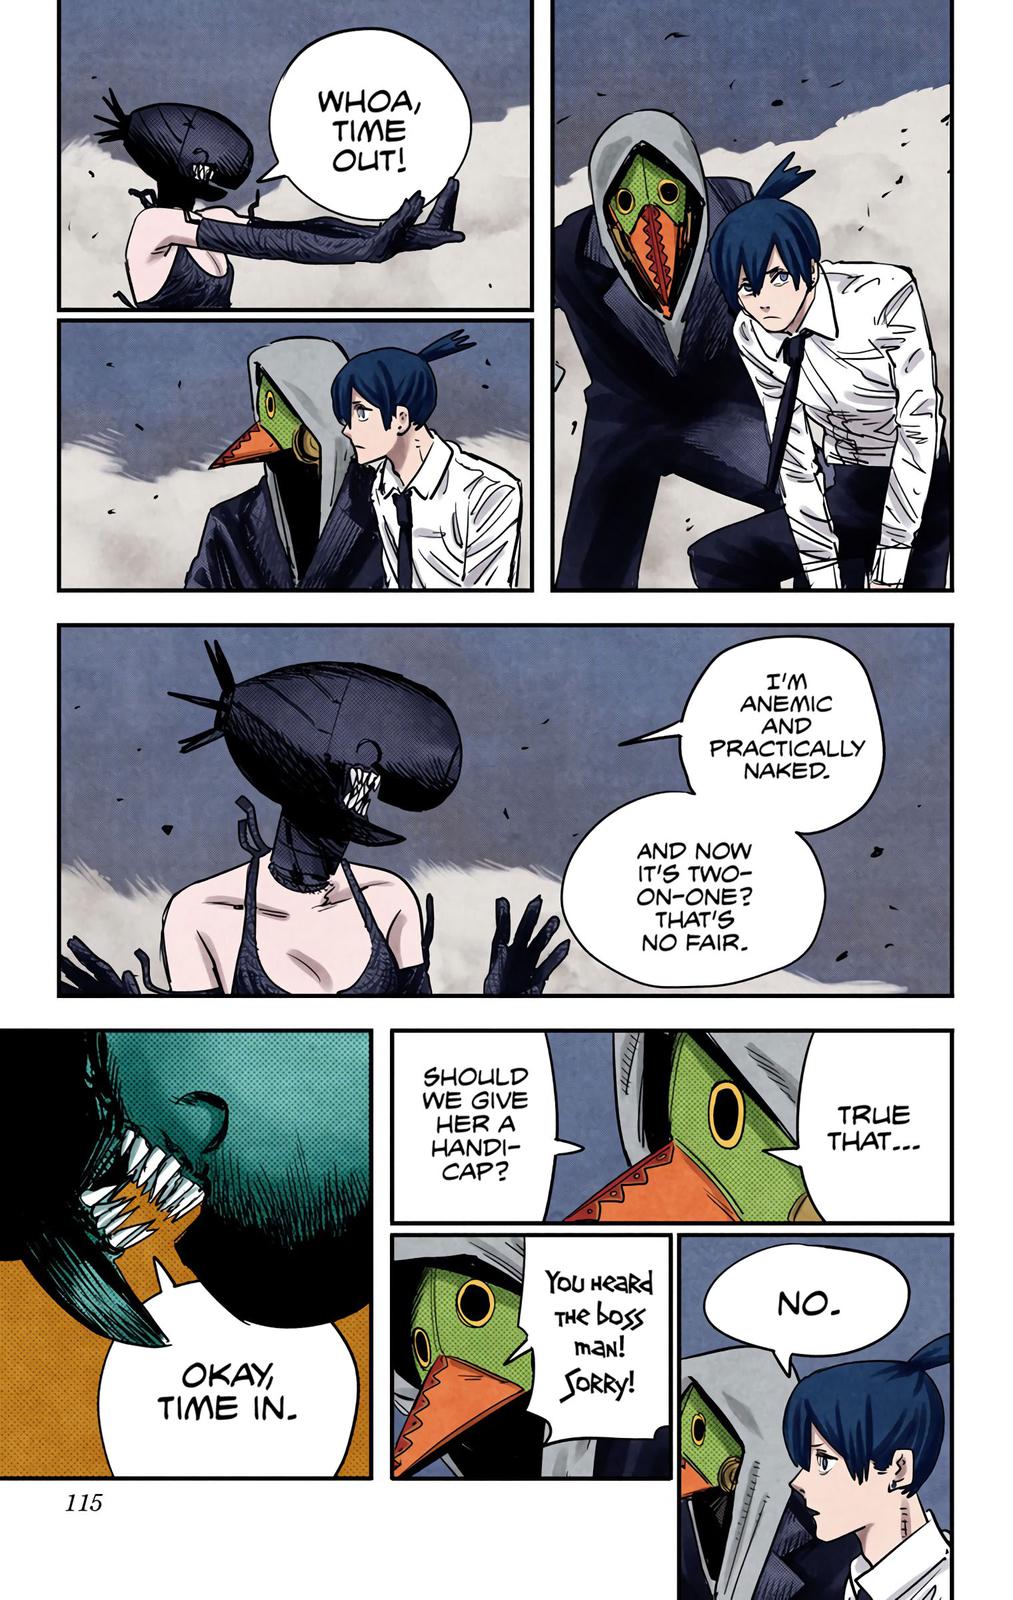 WHOA,
TIME
OUT!
I'M
ANEMIC
AND
PRACTICALLY
NAKED.
AND NOW
IT'S TWO-
ON-ONE?
THAT'S
NO FAIR.
TRUE
THAT...
SHOULD
WE GIVE
HER A
HANDI-
CAP?
NO.
YOU HEARD
THE BOSS
MAN!
SORRY!
OKAY,
TIME IN.
115